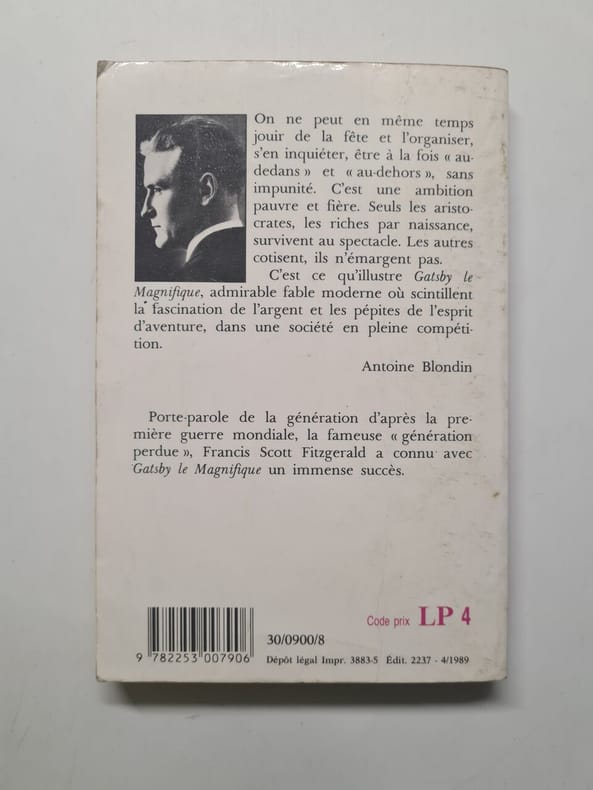 On ne peut en même temps
jouir de la fête et l'organiser,
s'en inquiéter, être à la fois « au-
dedans » et « au-dehors », sans
impunité. C'est une ambition
pauvre et fière. Seuls les aristo-
crates, les riches par naissance,
survivent au spectacle. Les autres
cotisent, ils n'émargent pas.
C'est ce qu'illustre Gatsby le
Magnifique, admirable fable moderne où scintillent
la fascination de l'argent et les pépites de l'esprit
d'aventure, dans une société en pleine compéti-
tion.
Antoine Blondin
Porte-parole de la génération d'après la pre-
mière guerre mondiale, la fameuse « génération
perdue », Francis Scott Fitzgerald a connu avec
Gatsby le Magnifique un immense succès.
Code prix LP 4
30/0900/8
9 782253 007906
Dépôt légal Impr. 3883-5 Édit. 2237 - 4/1989